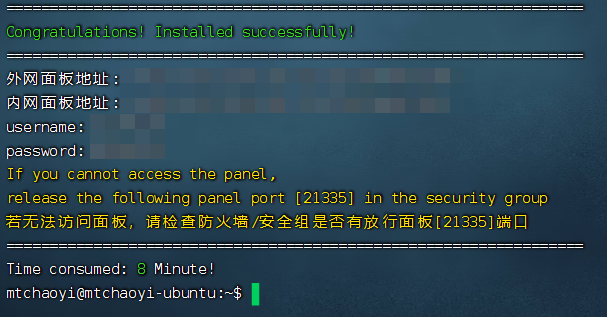 ==================================================================
Congratulations! Installed successfully!
==================================================================
外网面板地址:
内网面板地址:
username:
password:
If you cannot access the panel,
release the following panel port [21335] in the security group
若无法访问面板，请检查防火墙/安全组是否有放行面板[21335]端口
==================================================================
Time consumed: 8 Minute!
mtchaoyi@mtchaoyi-ubuntu:~$